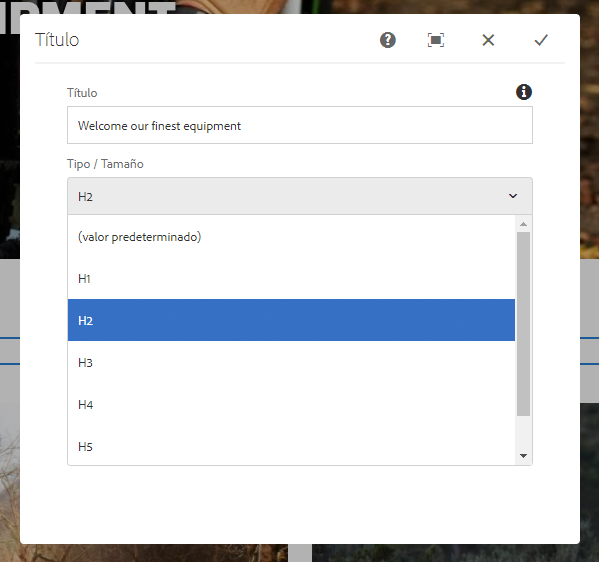 IPMENT
Título
Título
Welcome our finest equipment
Tipo / Tamaño
H2
(valor predeterminado)
H1
H2
H3
H4
H5